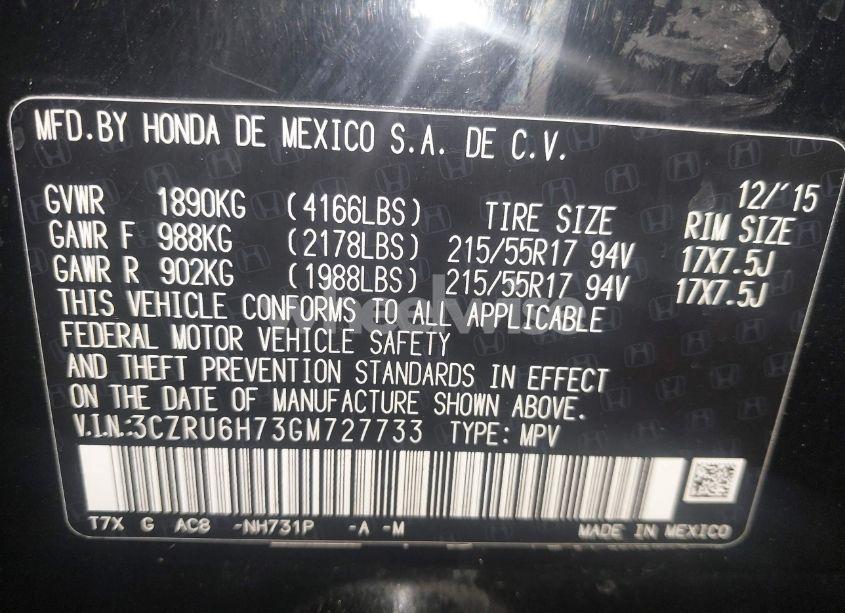 MFD.BY HONDA DE MEXICO S.A. DE C.V.
12/'15
GVWR 1890KG (4166LBS) TIRE SIZE RIM SIZE
GAWR F 988KG (2178LBS) 215/55R17 94V 17X7.5J
GAWR R 902KG (1988LBS) 215/55R17 94V 17X7.5J
THIS VEHICLE CONFORMS TO ALL APPLICABLE
FEDERAL MOTOR VEHICLE SAFETY
AND THEFT PREVENTION STANDARDS IN EFFECT
ON THE DATE OF MANUFACTURE SHOWN ABOVE.
V.I.N.:3CZRU6H73GM727733 TYPE: MPV
T7X G AC8 -NH731P -A -M MADE IN MEXICO